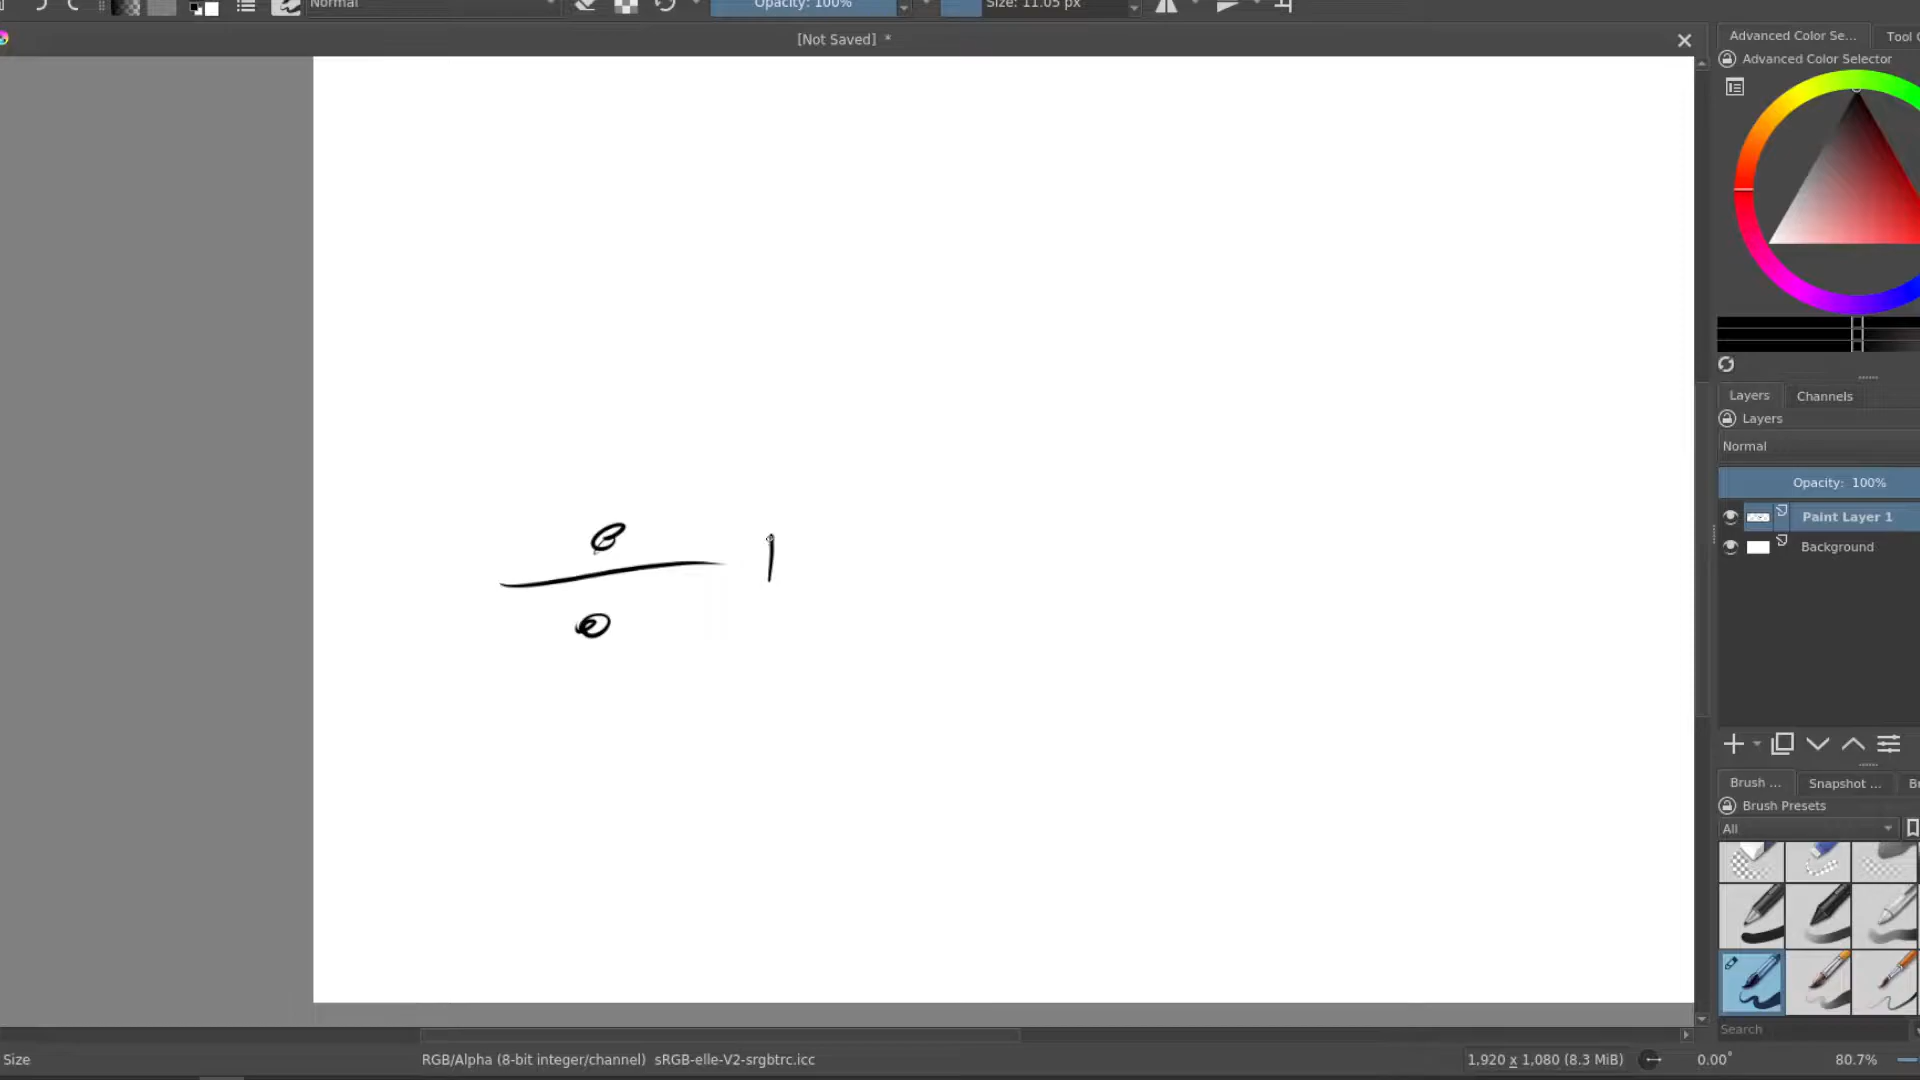 Normal
Opacity: 100%
Size: 11.05 px
[Not Saved] *
Advanced Color Se...
Tool
Advanced Color Selector
Layers
Channels
Layers
Normal
Opacity: 100%
Paint Layer 1
Background
Brush ...
Snapshot ...
Brush Presets
All
Search
Size
RGB/Alpha (8-bit integer/channel) sRGB-elle-V2-srgbtrc.icc
1,920 x 1,080 (8.3 MiB)
0.00°
80.7%